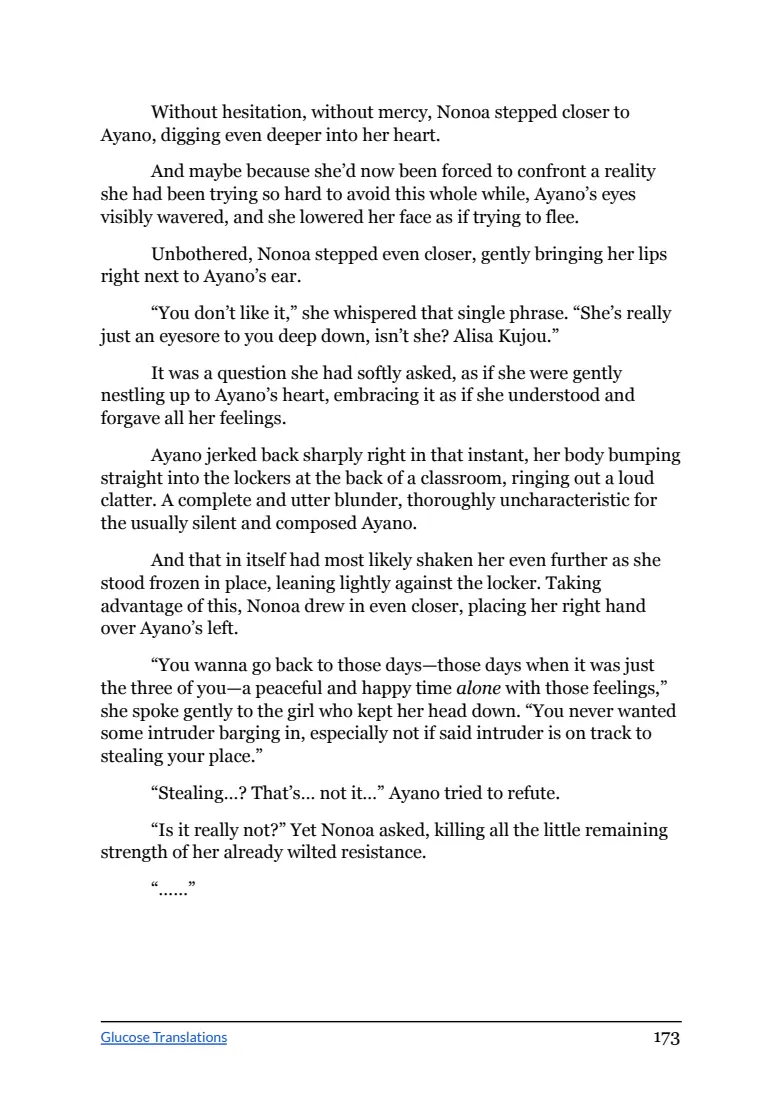 Without hesitation, without mercy, Nonoa stepped closer to
Ayano, digging even deeper into her heart.
And maybe because she’d now been forced to confront a reality
she had been trying so hard to avoid this whole while, Ayano’s eyes
visibly wavered, and she lowered her face as if trying to flee.
Unbothered, Nonoa stepped even closer, gently bringing her lips
right next to Ayano’s ear.
“You don’t like it,” she whispered that single phrase. “She’s really
just an eyesore to you deep down, isn’t she? Alisa Kujou.”
It was a question she had softly asked, as if she were gently
nestling up to Ayano’s heart, embracing it as if she understood and
forgave all her feelings.
Ayano jerked back sharply right in that instant, her body bumping
straight into the lockers at the back of a classroom, ringing out a loud
clatter. A complete and utter blunder, thoroughly uncharacteristic for
the usually silent and composed Ayano.
And that in itself had most likely shaken her even further as she
stood frozen in place, leaning lightly against the locker. Taking
advantage of this, Nonoa drew in even closer, placing her right hand
over Ayano’s left.
“You wanna go back to those days—those days when it was just
the three of you—a peaceful and happy time alone with those feelings,”
she spoke gently to the girl who kept her head down. “You never wanted
some intruder barging in, especially not if said intruder is on track to
stealing your place.”
“Stealing…? That’s… not it…” Ayano tried to refute.
“Is it really not?” Yet Nonoa asked, killing all the little remaining
strength of her already wilted resistance.
“……”
Glucose Translations
173